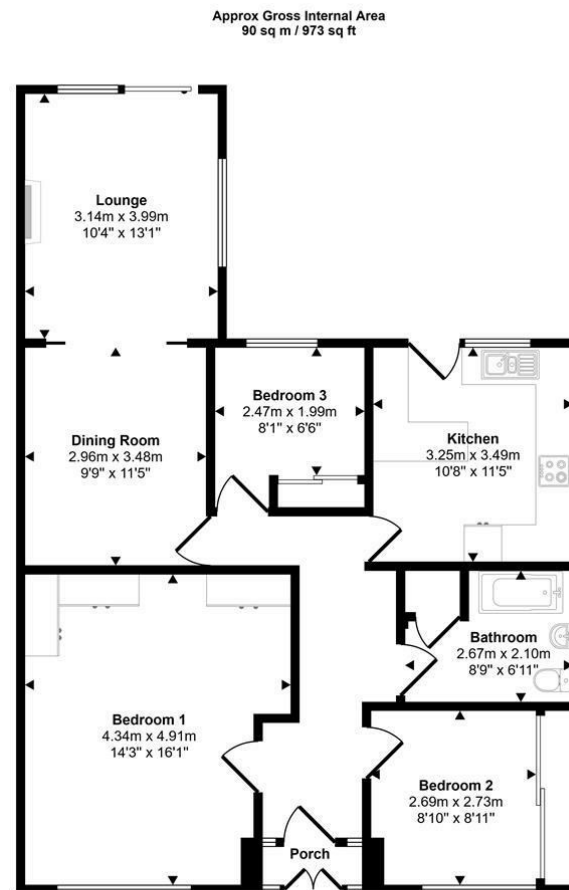 Approx Gross Internal Area
90 sq m / 973 sq ft
Lounge
3.14m x 3.99m
10'4" x 13'1"
Bedroom 3
2.47m x 1.99m
8'1" x 6'6"
Dining Room
2.96m x 3.48m
9'9" x 11'5"
Kitchen
3.25m x 3.49m
10'8" x 11'5"
Bathroom
2.67m x 2.10m
8'9" x 6'11"
Bedroom 1
4.34m x 4.91m
14'3" x 16'1"
Bedroom 2
2.69m x 2.73m
8'10" x 8'11"
Porch